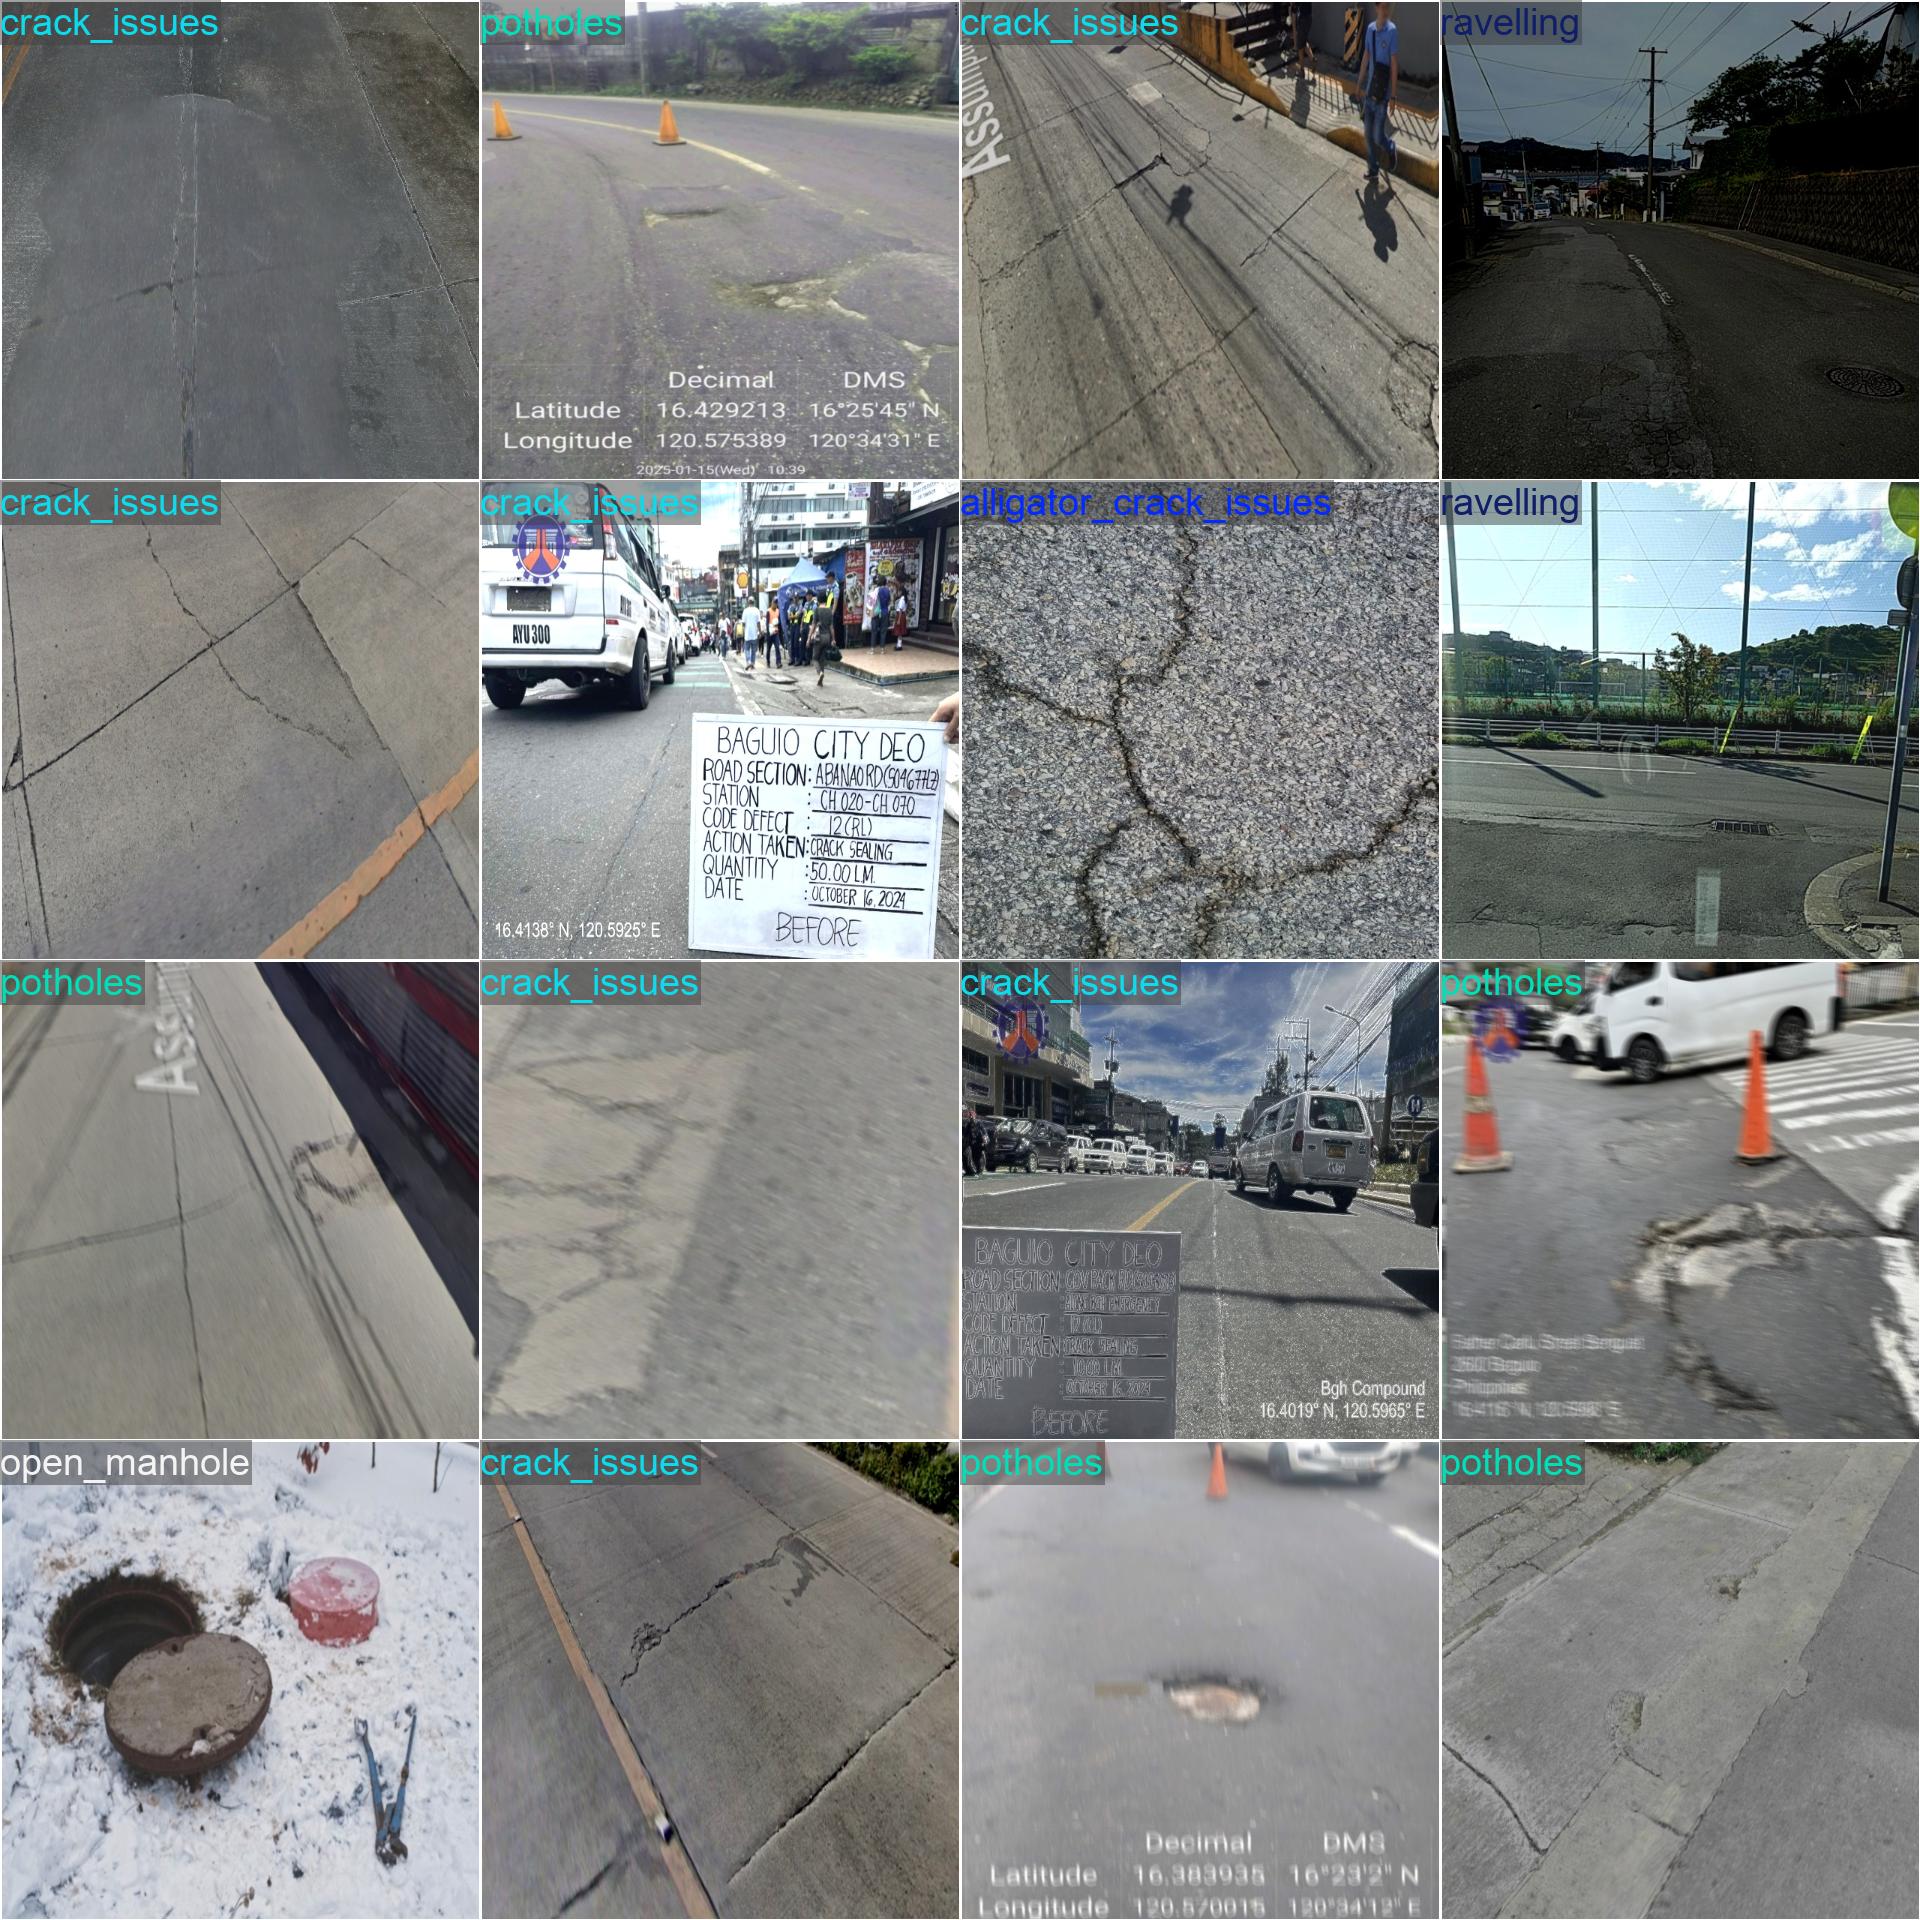 crack_issues
potholes
Decimal DMS
Latitude 16.429213 16°25'45" N
Longitude 120.575389 120°34'31" E
2025-01-15(Wed) 10:39
crack_issues
ravelling
crack_issues
crack_issues
AYU 300
BAGUIO CITY DEO
ROAD SECTION: ABANAO RD
STATION : CH 020-CH 070
CODE DEFECT : 12(RL)
ACTION TAKEN: CRACK SEALING
QUANTITY : 50.00 L.M.
DATE : OCTOBER 16, 2024
BEFORE
16.4138° N, 120.5925° E
alligator_crack_issues
ravelling
potholes
crack_issues
crack_issues
BAGUIO CITY DEO
ROAD SECTION:
STATION :
CODE DEFECT :
ACTION TAKEN: CRACK SEALING
QUANTITY :
DATE : OCTOBER 16, 2024
BEFORE
Bgh Compound
16.4019° N, 120.5965° E
potholes
Philippines
open_manhole
crack_issues
potholes
Decimal DMS
Latitude 16.383935 16°23'2" N
Longitude 120.570015 120°34'12" E
potholes